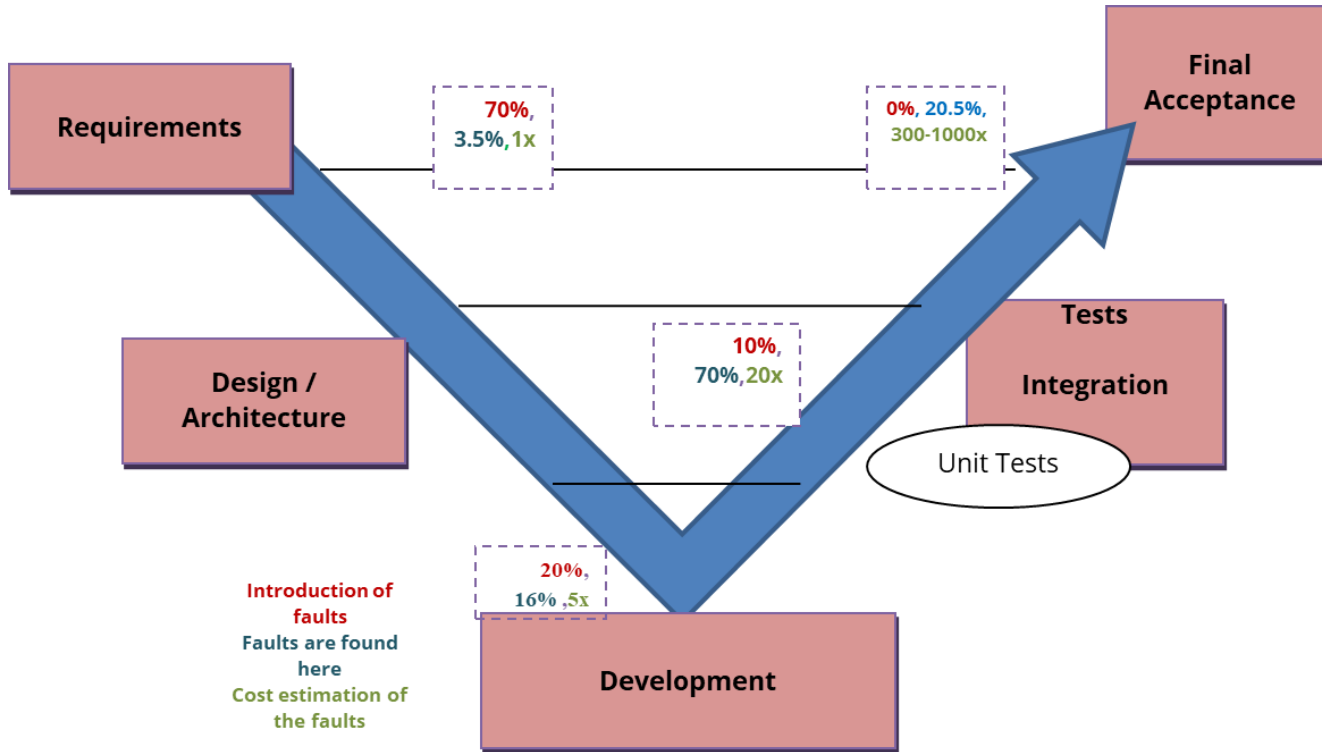 Final
Acceptance
Requirements
70%,
3.5%,1x
0%, 20.5%,
300-1000x
Design /
Architecture
10%,
70%,20x
Tests
Integration
Unit Tests
20%,
16% ,5x
Introduction of
faults
Faults are found
here
Cost estimation of
the faults
Development